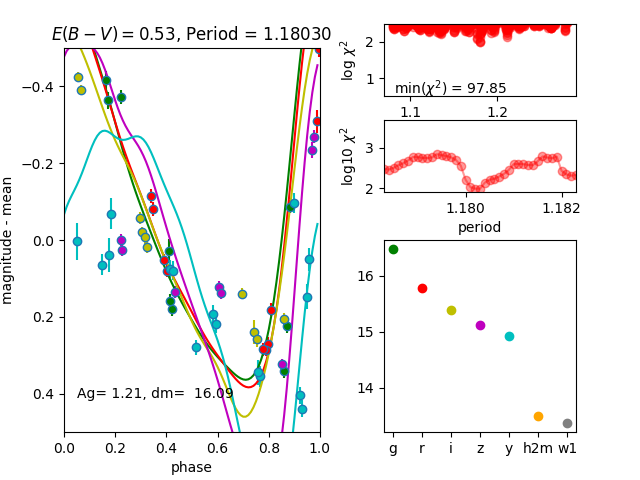 E(B − V) = 0.53, Period = 1.18030
magnitude - mean
−0.4
−0.2
0.0
0.2
0.4
Ag= 1.21, dm= 16.09
0.0 0.2 0.4 0.6 0.8 1.0
phase
log χ²
2
1
min(χ²) = 97.85
1.1 1.2
log10 χ²
3
2
1.180 1.182
period
16
15
14
g r i z y h2m w1